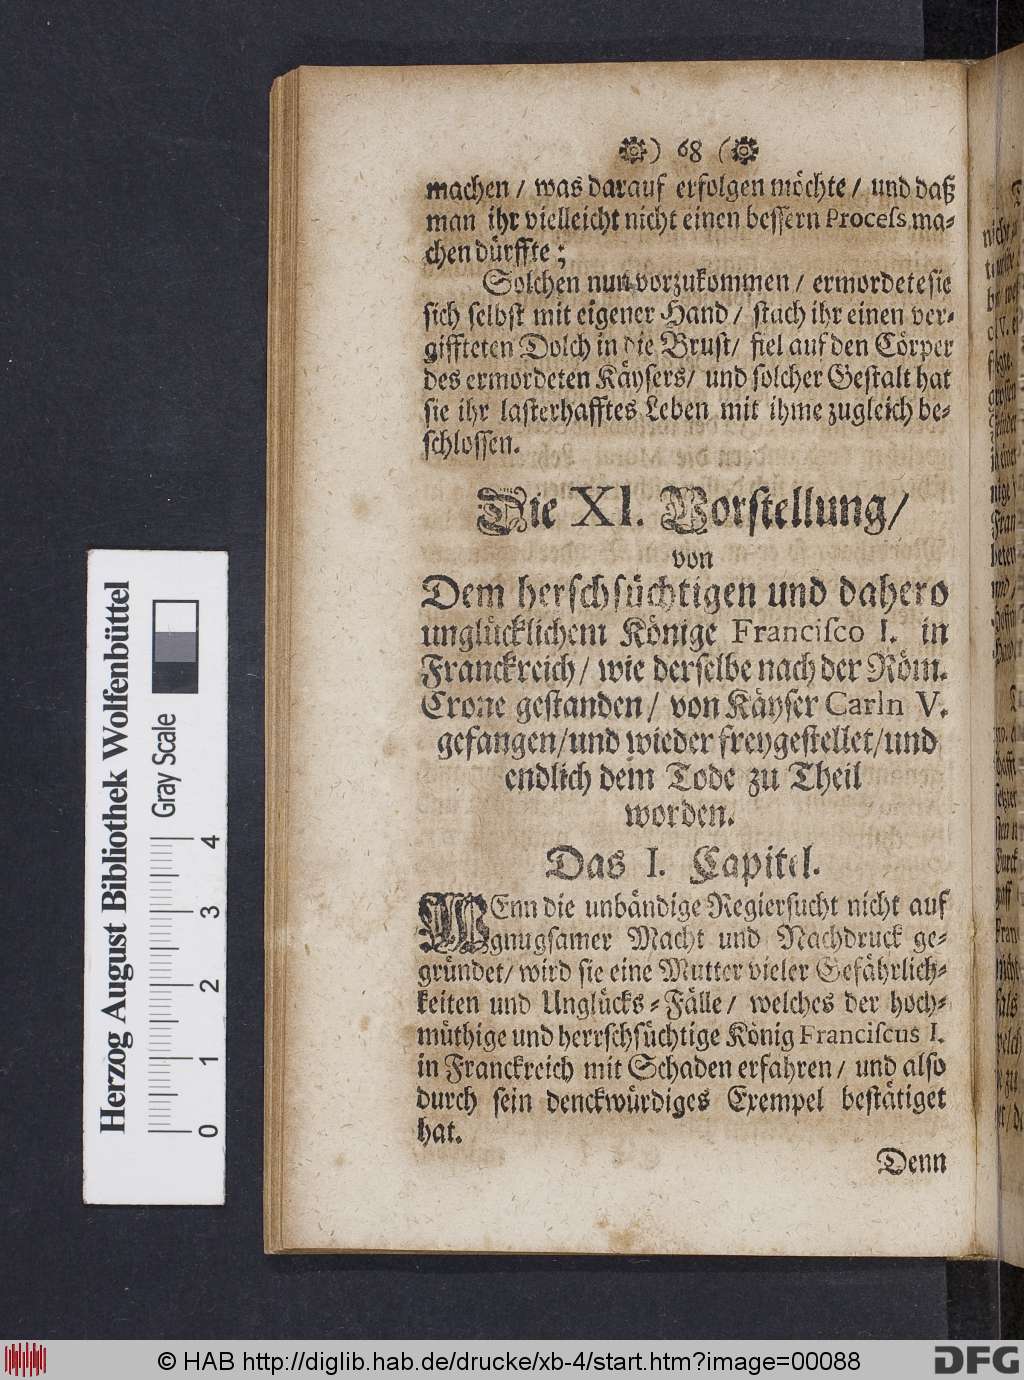 ) 68 (
machen / was darauf erfolgen möchte / und daß
man ihr vielleicht nicht einen bessern Proceſs ma-
chen dürffte;
Solchen nun vorzukommen / ermordete sie
sich selbst mit eigener Hand / stach ihr einen ver-
giffteten Dolch in die Brust / fiel auf den Cörper
des ermordeten Käysers / und solcher Gestalt hat
sie ihr lasterhafftes Leben mit ihme zugleich be-
schlossen.
Die XI. Vorstellung /
von
Dem herschsüchtigen und dahero
unglücklichem Könige Franciſco I. in
Franckreich / wie derselbe nach der Röm.
Crone gestanden / von Käyser Carln V.
gefangen / und wieder freygestellet / und
endlich dem Tode zu Theil
worden.
Das I. Capitel.
WEnn die unbändige Regiersucht nicht auf
gnugsamer Macht und Nachdruck ge-
gründet / wird sie eine Mutter vieler Gefährlich-
keiten und Unglücks-Fälle / welches der hoch-
müthige und herrschsüchtige König Franciſcus I.
in Franckreich mit Schaden erfahren / und also
durch sein denckwürdiges Exempel bestätiget
hat.
Denn
Herzog August Bibliothek Wolfenbüttel
Gray Scale
0 1 2 3 4
© HAB http://diglib.hab.de/drucke/xb-4/start.htm?image=00088
DFG